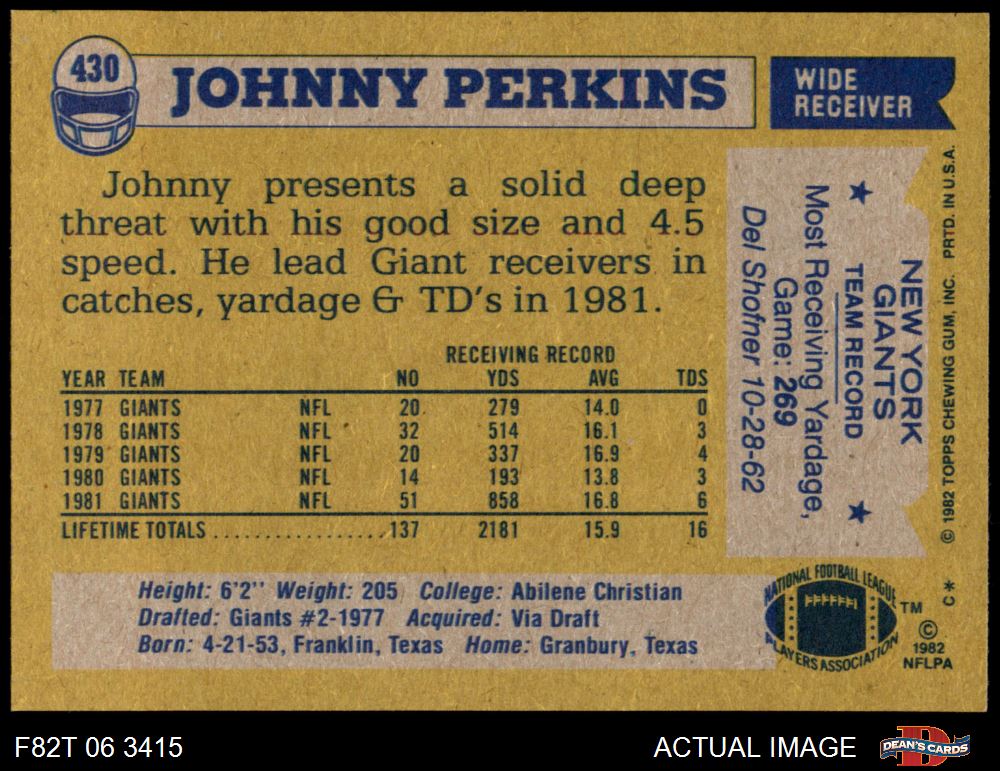 430
JOHNNY PERKINS
WIDE
RECEIVER
Johnny presents a solid deep
threat with his good size and 4.5
speed. He lead Giant receivers in
catches, yardage & TD's in 1981.
RECEIVING RECORD
YEAR TEAM NO YDS AVG TDS
1977 GIANTS NFL 20 279 14.0 0
1978 GIANTS NFL 32 514 16.1 3
1979 GIANTS NFL 20 337 16.9 4
1980 GIANTS NFL 14 193 13.8 3
1981 GIANTS NFL 51 858 16.8 6
LIFETIME TOTALS ................. 137 2181 15.9 16
NEW YORK
GIANTS
★ TEAM RECORD ★
Most Receiving Yardage,
Game: 269
Del Shofner 10-28-62
© 1982 TOPPS CHEWING GUM, INC. PRTD. IN U.S.A.
Height: 6'2'' Weight: 205 College: Abilene Christian
Drafted: Giants #2-1977 Acquired: Via Draft
Born: 4-21-53, Franklin, Texas Home: Granbury, Texas
NATIONAL FOOTBALL LEAGUE
PLAYERS ASSOCIATION
TM
©
1982
NFLPA
C *
F82T 06 3415
ACTUAL IMAGE
DEAN'S CARDS